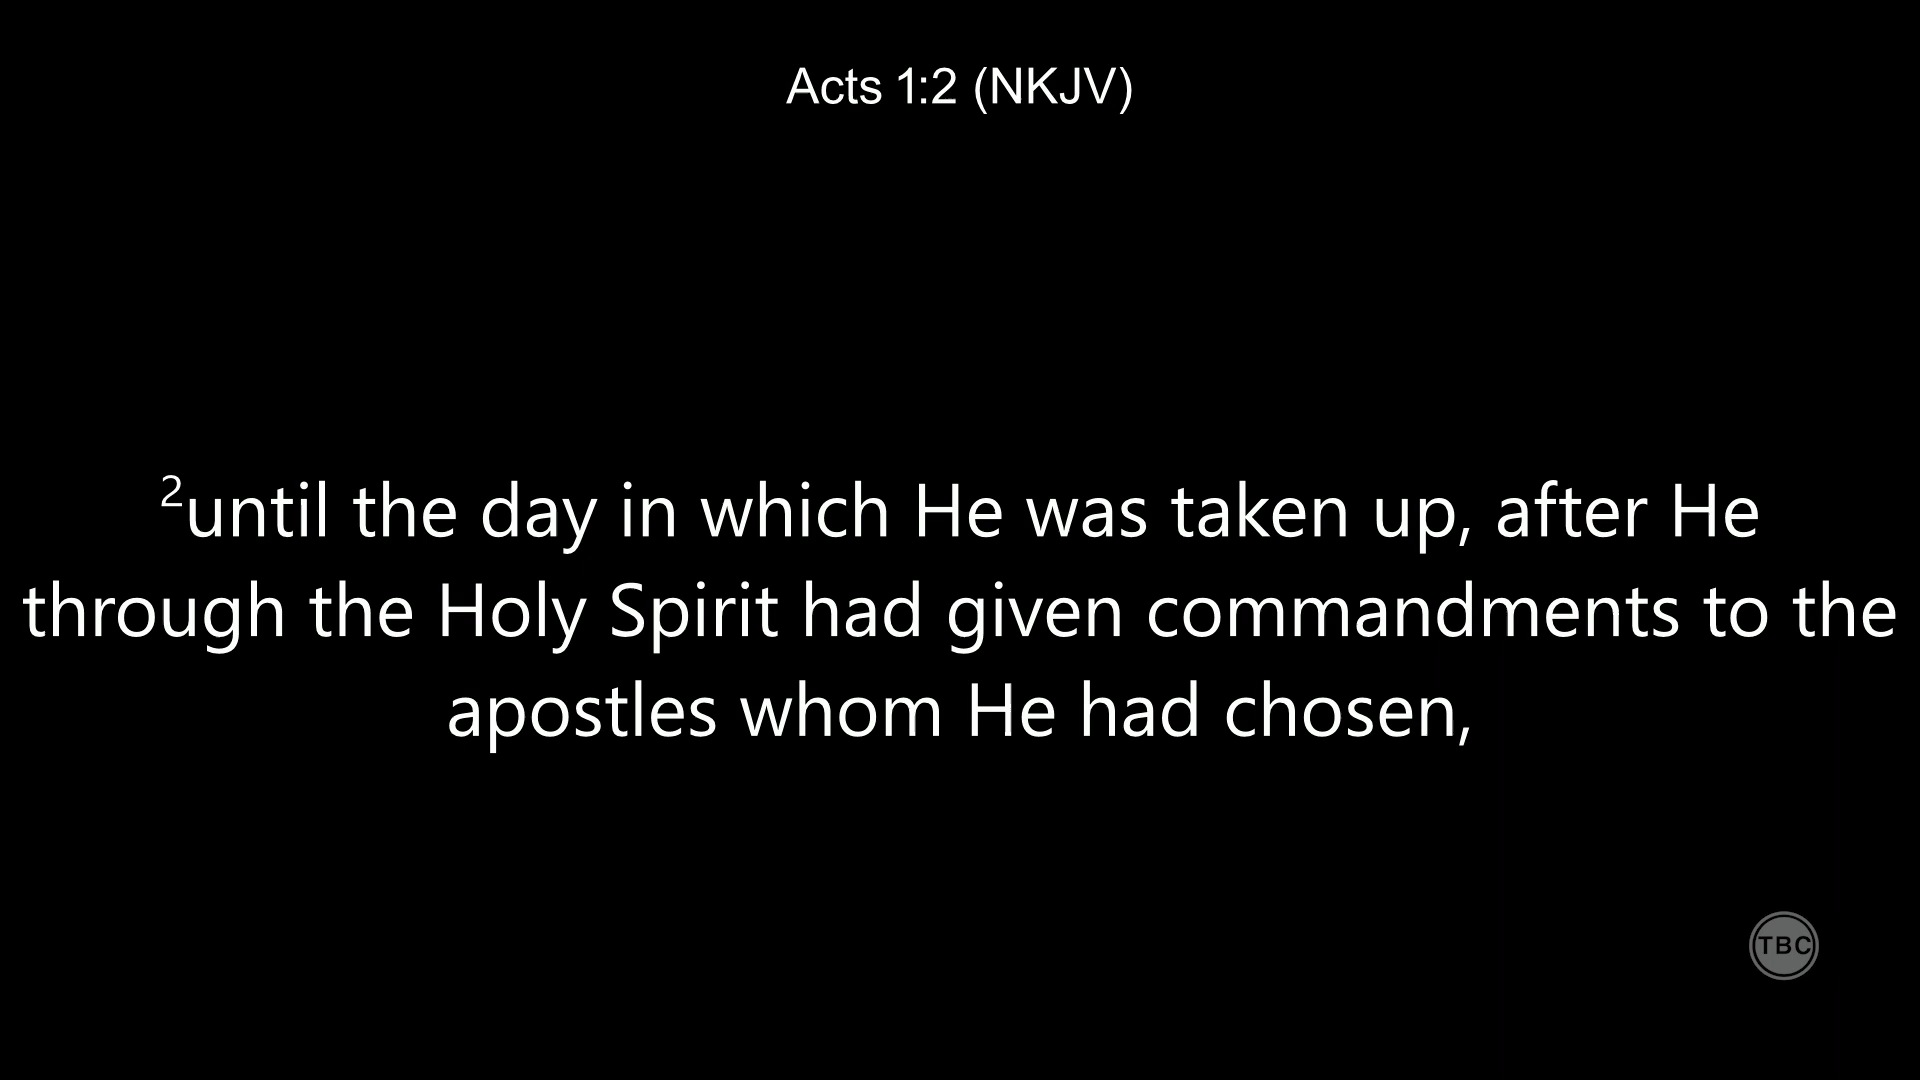 Acts 1:2 (NKJV)
²until the day in which He was taken up, after He
through the Holy Spirit had given commandments to the
apostles whom He had chosen,
TBC